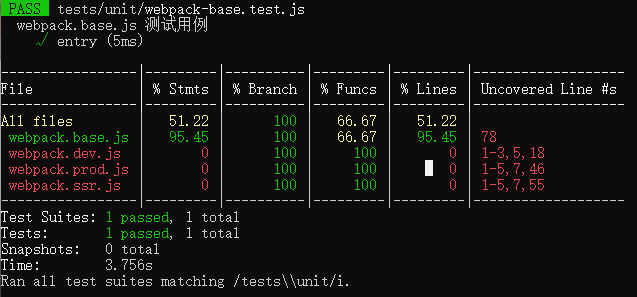 PASS tests/unit/webpack-base.test.js
webpack.base.js 测试用例
√ entry (5ms)
File | % Stmts | % Branch | % Funcs | % Lines | Uncovered Line #s
All files | 51.22 | 100 | 66.67 | 51.22 |
webpack.base.js | 95.45 | 100 | 66.67 | 95.45 | 78
webpack.dev.js | 0 | 100 | 100 | 0 | 1-3,5,18
webpack.prod.js | 0 | 100 | 100 | 0 | 1-5,7,46
webpack.ssr.js | 0 | 100 | 100 | 0 | 1-5,7,55
Test Suites: 1 passed, 1 total
Tests: 1 passed, 1 total
Snapshots: 0 total
Time: 3.756s
Ran all test suites matching /tests\\unit/i.